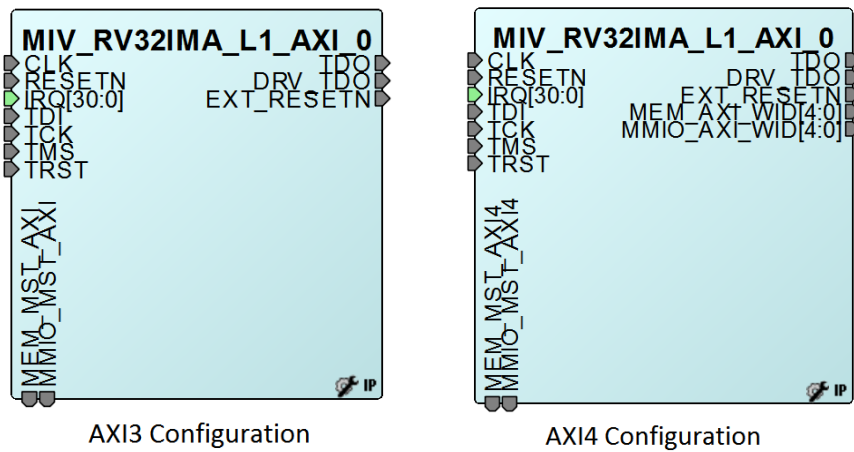 MIV_RV32IMA_L1_AXI_0
CLK
RESETN
IRQ[30:0]
TDI
TCK
TMS
TRST
TDO
DRV_TDO
EXT_RESETN
MEM_MST_AXI
MMIO_MST_AXI
IP
AXI3 Configuration
MIV_RV32IMA_L1_AXI_0
CLK
RESETN
IRQ[30:0]
TDI
TCK
TMS
TRST
TDO
DRV_TDO
EXT_RESETN
MEM_AXI_WID[4:0]
MMIO_AXI_WID[4:0]
MEM_MST_AXI4
MMIO_MST_AXI4
IP
AXI4 Configuration